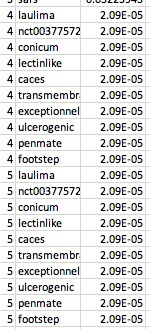 4 laulima 2.09E-05
4 nct00377572 2.09E-05
4 conicum 2.09E-05
4 lectinlike 2.09E-05
4 caces 2.09E-05
4 transmembra 2.09E-05
4 exceptionnel 2.09E-05
4 ulcerogenic 2.09E-05
4 penmate 2.09E-05
4 footstep 2.09E-05
5 laulima 2.09E-05
5 nct00377572 2.09E-05
5 conicum 2.09E-05
5 lectinlike 2.09E-05
5 caces 2.09E-05
5 transmembra 2.09E-05
5 exceptionnel 2.09E-05
5 ulcerogenic 2.09E-05
5 penmate 2.09E-05
5 footstep 2.09E-05